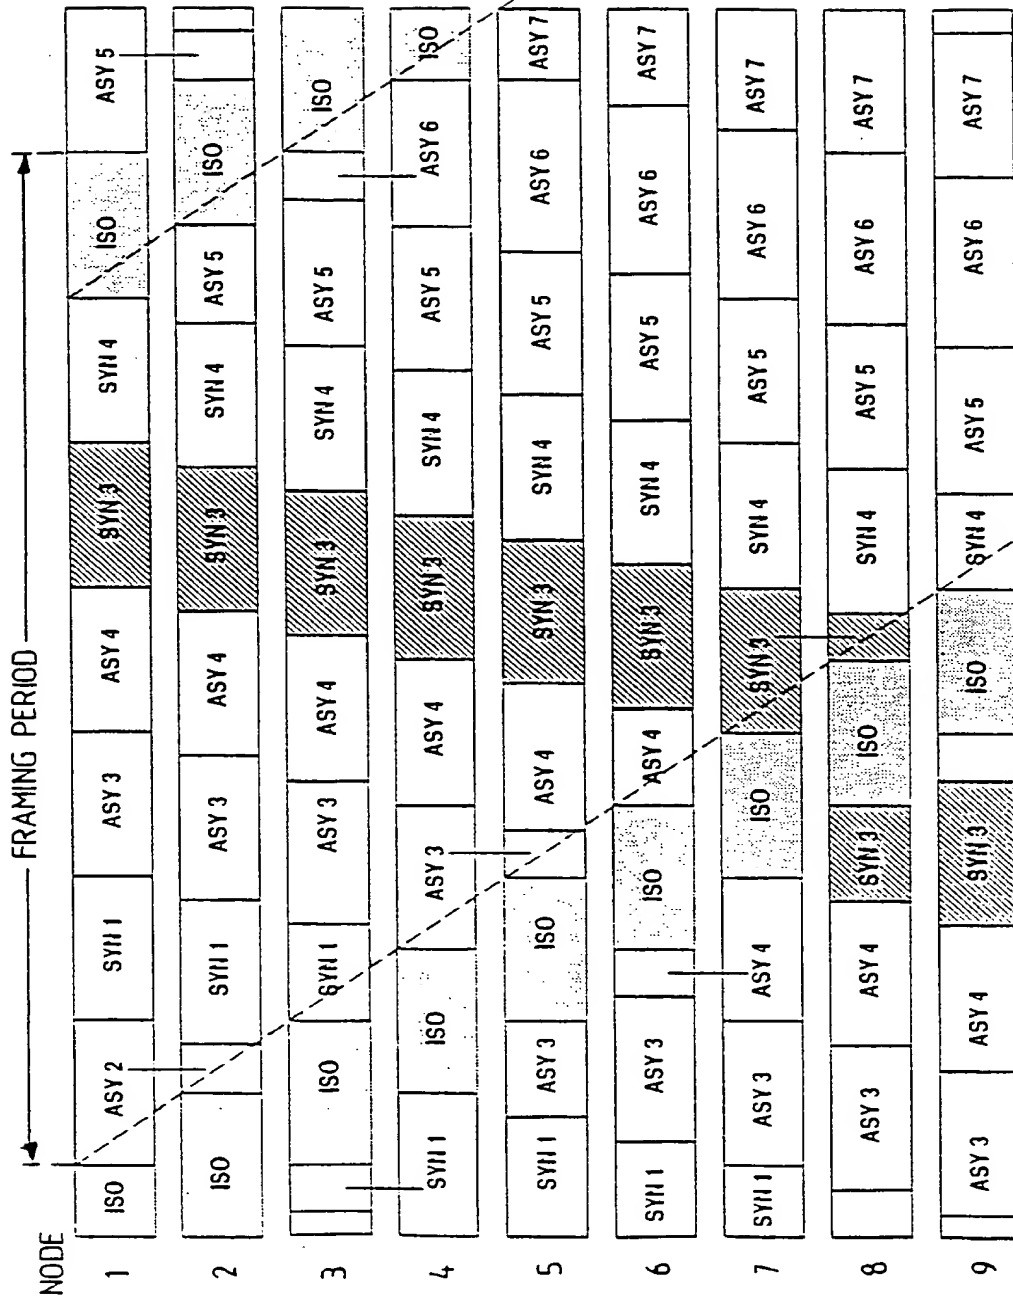 FRAMING PERIOD
NODE
1 ISO ASY 2 SYN 1 ASY 3 ASY 4 SYN 3 SYN 4 ISO ASY 5
2 ISO SYN 1 ASY 3 ASY 4 SYN 3 SYN 4 ASY 5 ISO
3 ISO SYN 1 ASY 3 ASY 4 SYN 3 SYN 4 ASY 5 ISO
4 SYN 1 ISO ASY 3 ASY 4 SYN 3 SYN 4 ASY 5 ASY 6 ISO
5 SYN 1 ASY 3 ISO ASY 4 SYN 3 SYN 4 ASY 5 ASY 6 ASY 7
6 SYN 1 ASY 3 ISO ASY 4 SYN 3 SYN 4 ASY 5 ASY 6 ASY 7
7 SYN 1 ASY 3 ASY 4 ISO SYN 3 SYN 4 ASY 5 ASY 6 ASY 7
8 ASY 3 ASY 4 SYN 3 ISO SYN 4 ASY 5 ASY 6 ASY 7
9 ASY 3 ASY 4 SYN 3 ISO SYN 4 ASY 5 ASY 6 ASY 7